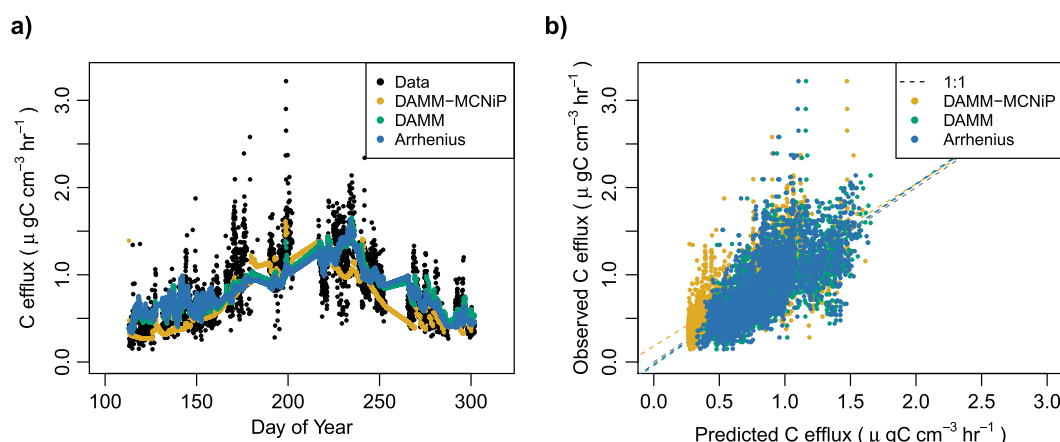 a)
C efflux ( μ gC cm⁻³ hr⁻¹ )
0.0
1.0
2.0
3.0
100
150
200
250
300
Day of Year
Data
DAMM−MCNiP
DAMM
Arrhenius
b)
Observed C efflux ( μ gC cm⁻³ hr⁻¹ )
0.0
1.0
2.0
3.0
0.0
0.5
1.0
1.5
2.0
2.5
3.0
Predicted C efflux ( μ gC cm⁻³ hr⁻¹ )
1:1
DAMM−MCNiP
DAMM
Arrhenius